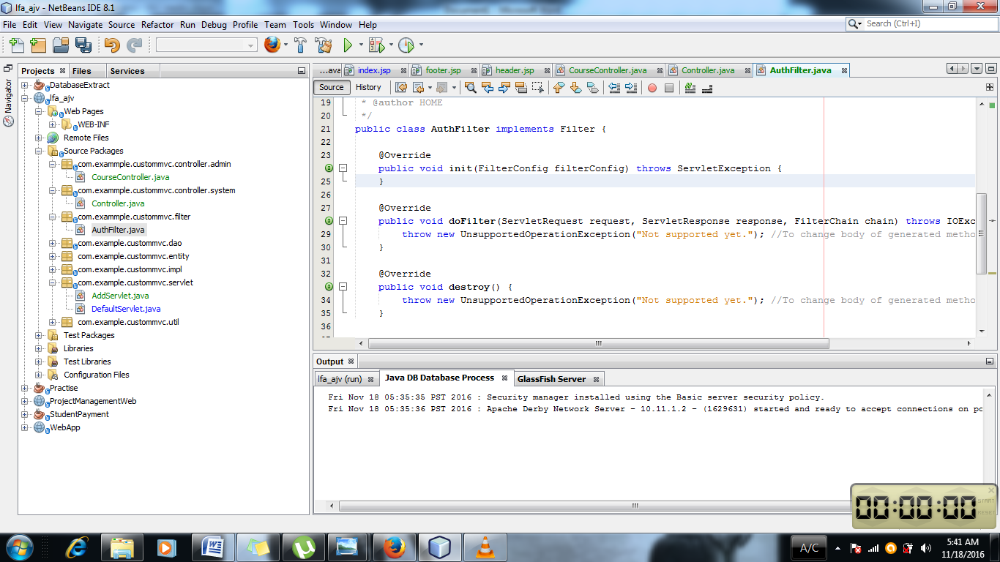 lfa_ajv - NetBeans IDE 8.1
File Edit View Navigate Source Refactor Run Debug Profile Team Tools Window Help
Search (Ctrl+I)
Projects Files Services
Navigator
DatabaseExtract
lfa_ajv
Web Pages
WEB-INF
Remote Files
Source Packages
com.exammple.custommvc.controller.admin
CourseController.java
com.exammple.custommvc.controller.system
Controller.java
com.exammple.custommvc.filter
AuthFilter.java
com.example.custommvc.dao
com.example.custommvc.entity
com.example.custommvc.impl
com.example.custommvc.servlet
AddServlet.java
DefaultServlet.java
com.example.custommvc.util
Test Packages
Libraries
Test Libraries
Configuration Files
Practise
ProjectManagementWeb
StudentPayment
WebApp
...ava index.jsp footer.jsp header.jsp CourseController.java Controller.java AuthFilter.java
Source History
19 * @author HOME
20 */
21 public class AuthFilter implements Filter {
22
23 @Override
public void init(FilterConfig filterConfig) throws ServletException {
25 }
26
27 @Override
public void doFilter(ServletRequest request, ServletResponse response, FilterChain chain) throws IOExc
29 throw new UnsupportedOperationException("Not supported yet."); //To change body of generated metho
30 }
31
32 @Override
public void destroy() {
34 throw new UnsupportedOperationException("Not supported yet."); //To change body of generated metho
35 }
36
Output
lfa_ajv (run) Java DB Database Process GlassFish Server
Fri Nov 18 05:35:35 PST 2016 : Security manager installed using the Basic server security policy.
Fri Nov 18 05:35:36 PST 2016 : Apache Derby Network Server - 10.11.1.2 - (1629631) started and ready to accept connections on po
00:00:00
START
RESET
A/C
5:41 AM
11/18/2016